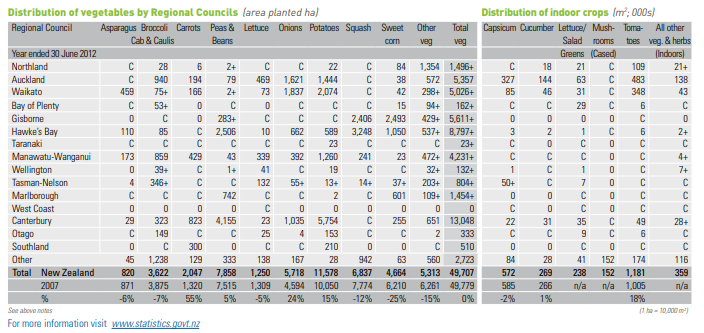 Distribution of vegetables by Regional Councils (area planted ha) Distribution of indoor crops (m²; 000s)
Regional Council Asparagus Broccoli Carrots Peas & Lettuce Onions Potatoes Squash Sweet Other Total Capsicum Cucumber Lettuce/ Mush- Toma- All other
Cab & Caulis Beans corn veg veg Salad rooms toes veg. & herbs
Year ended 30 June 2012 Greens (Cased) (Indoors)
Northland C 28 6 2+ C C 22 C 84 1,354 1,496+ C 18 21 C 109 21+
Auckland C 940 194 79 469 1,621 1,444 C 38 572 5,357 327 144 63 C 483 138
Waikato 459 75+ 166 2+ 73 1,837 2,074 C 42 298+ 5,026+ 85 46 31 C 348 43
Bay of Plenty C 53+ 0 C C C C C 15 94+ 162+ C C 29 C 6 C
Gisborne 0 C 0 283+ C C C 2,406 2,493 429+ 5,611+ C C C C C C
Hawke's Bay 110 85 C 2,506 10 662 589 3,248 1,050 537+ 8,797+ 3 2 1 C 6 2+
Taranaki C C C C C C 23 C C C 23+ C C C C C C
Manawatu-Wanganui 173 859 429 43 339 392 1,260 241 23 472+ 4,231+ C C C C C 4+
Wellington 0 39+ C 1+ 41 C 19 C C 32+ 132+ 1 C 1 C C 7+
Tasman-Nelson 4 346+ C C 132 55+ 13+ 14+ 37+ 203+ 804+ 50+ C 7 C C C
Marlborough C C C 742 C C 2 C 601 109+ 1,454+ C C C C C C
West Coast 0 0 0 0 0 0 0 0 0 0 0 C 0 0 0 0 0
Canterbury 29 323 823 4,155 23 1,035 5,754 C 255 651 13,048 22 31 35 C 49 28+
Otago C 149 C C 25 4 153 C 2 C 333 C C 9 C 6 C
Southland 0 C 300 C C C 210 0 C 0 510 C C C 0 C C
Other 45 1,238 129 333 138 167 28 942 63 560 2,723 84 28 41 152 174 116
Total New Zealand 820 3,622 2,047 7,858 1,250 5,718 11,578 6,837 4,664 5,313 49,707 572 269 238 152 1,181 359
2007 871 3,875 1,320 7,515 1,309 4,594 10,050 7,774 6,210 6,261 49,779 585 266 n/a n/a 1,005 n/a
% -6% -7% 55% 5% -5% 24% 15% -12% -25% -15% 0% -2% 1% 18%
See above notes (1 ha = 10,000 m²)
For more information visit www.statistics.govt.nz